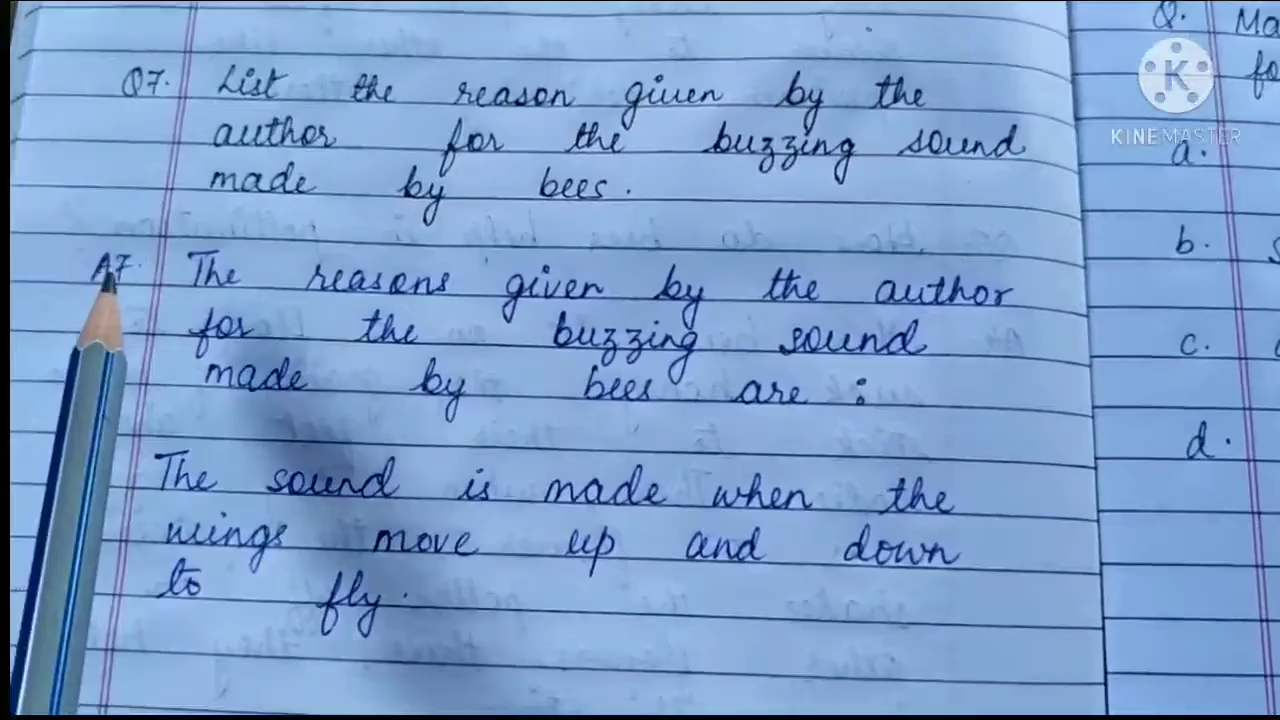 Q7. List the reason given by the
author for the buzzing sound
made by bees.
A7. The reasons given by the author
for the buzzing sound
made by bees are :
The sound is made when the
wings move up and down
to fly.
Q. Ma
fo
KINEMASTER
a.
b.
c.
d.